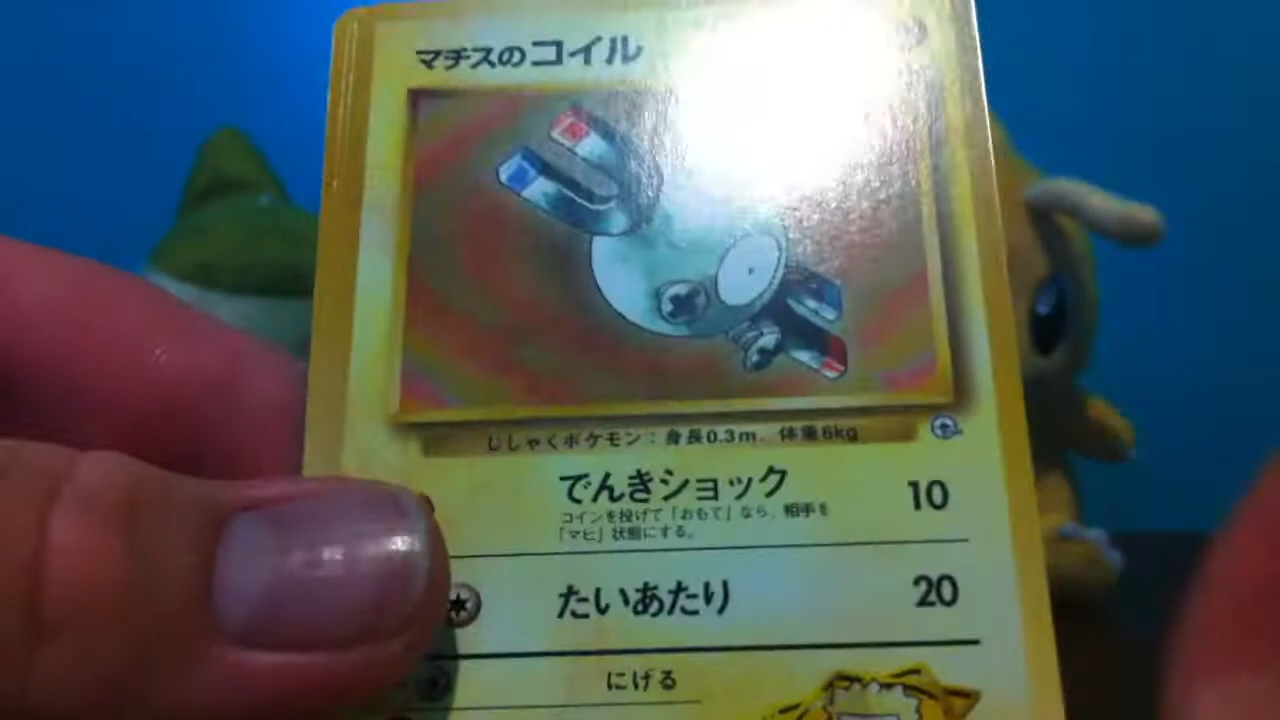 マチスのコイル
じしゃくポケモン:身長0.3m. 体重6kg
でんきショック 10
コインを投げて「おもて」なら、相手を
「マヒ」状態にする。
たいあたり 20
にげる